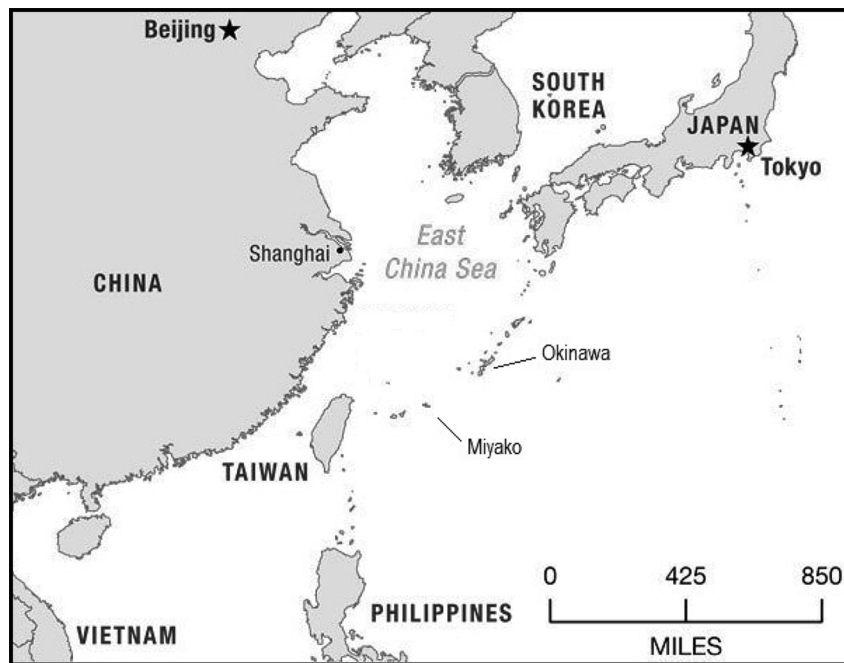 Beijing
SOUTH
KOREA
JAPAN
Tokyo
East
China Sea
Shanghai
CHINA
Okinawa
Miyako
TAIWAN
0 425 850
MILES
PHILIPPINES
VIETNAM